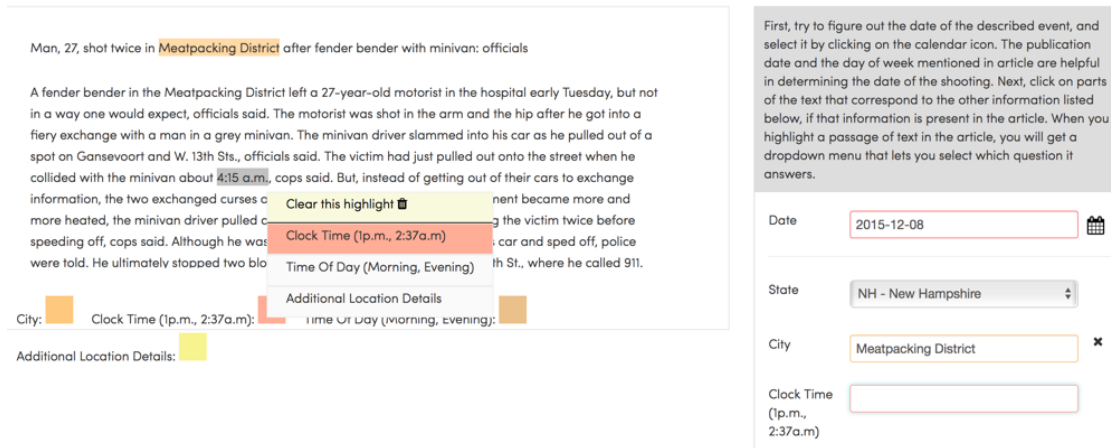 Man, 27, shot twice in Meatpacking District after fender bender with minivan: officials
A fender bender in the Meatpacking District left a 27-year-old motorist in the hospital early Tuesday, but not
in a way one would expect, officials said. The motorist was shot in the arm and the hip after he got into a
fiery exchange with a man in a grey minivan. The minivan driver slammed into his car as he pulled out of a
spot on Gansevoort and W. 13th Sts., officials said. The victim had just pulled out onto the street when he
collided with the minivan about 4:15 a.m., cops said. But, instead of getting out of their cars to exchange
information, the two exchanged curses
more heated, the minivan driver pulled
speeding off, cops said. Although he was
were told. He ultimately stopped two
Clear this highlight
Clock Time (1p.m., 2:37a.m)
Time Of Day (Morning, Evening)
Additional Location Details
became more and
the victim twice before
car and sped off, police
St., where he called 911.
City:
Clock Time (1p.m., 2:37a.m):
Time Of Day (Morning, Evening):
Additional Location Details:
First, try to figure out the date of the described event, and
select it by clicking on the calendar icon. The publication
date and the day of week mentioned in article are helpful
in determining the date of the shooting. Next, click on parts
of the text that correspond to the other information listed
below, if that information is present in the article. When you
highlight a passage of text in the article, you will get a
dropdown menu that lets you select which question it
answers.
Date
2015-12-08
State
NH - New Hampshire
City
Meatpacking District
Clock Time
(1p.m.,
2:37a.m)